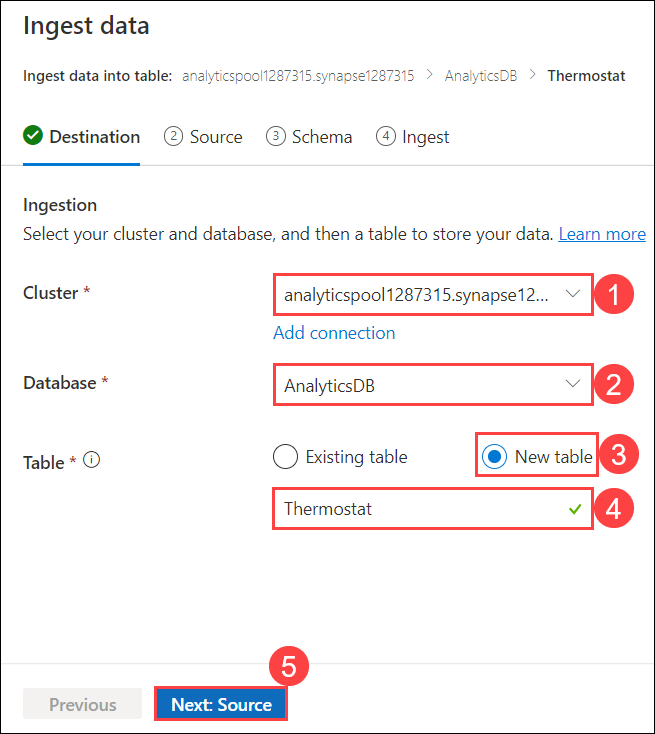 Ingest data
Ingest data into table: analyticspool1287315.synapse1287315 > AnalyticsDB > Thermostat
Destination 2 Source 3 Schema 4 Ingest
Ingestion
Select your cluster and database, and then a table to store your data. Learn more
Cluster * analyticspool1287315.synapse12... 1
Add connection
Database * AnalyticsDB 2
Table * Existing table New table 3
Thermostat 4
5
Previous Next: Source